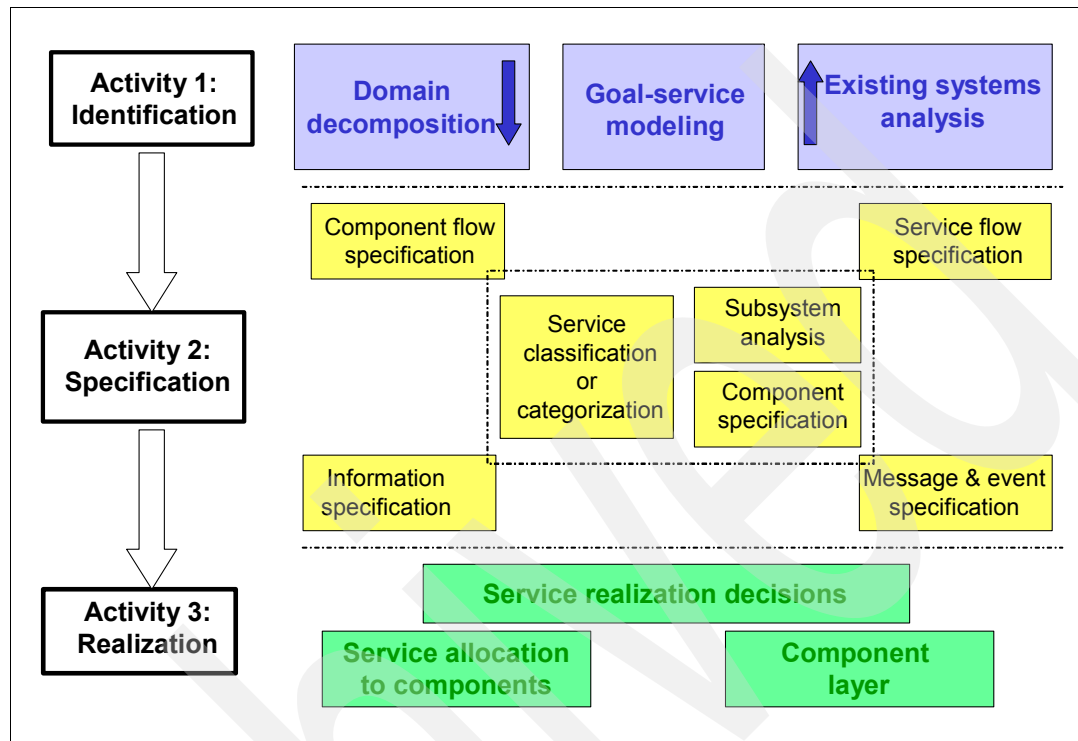 Activity 1:
Identification
Domain
decomposition
Goal-service
modeling
Existing systems
analysis
Component flow
specification
Service flow
specification
Service
classification
or
categorization
Subsystem
analysis
Component
specification
Activity 2:
Specification
Information
specification
Message & event
specification
Activity 3:
Realization
Service realization decisions
Service allocation
to components
Component
layer